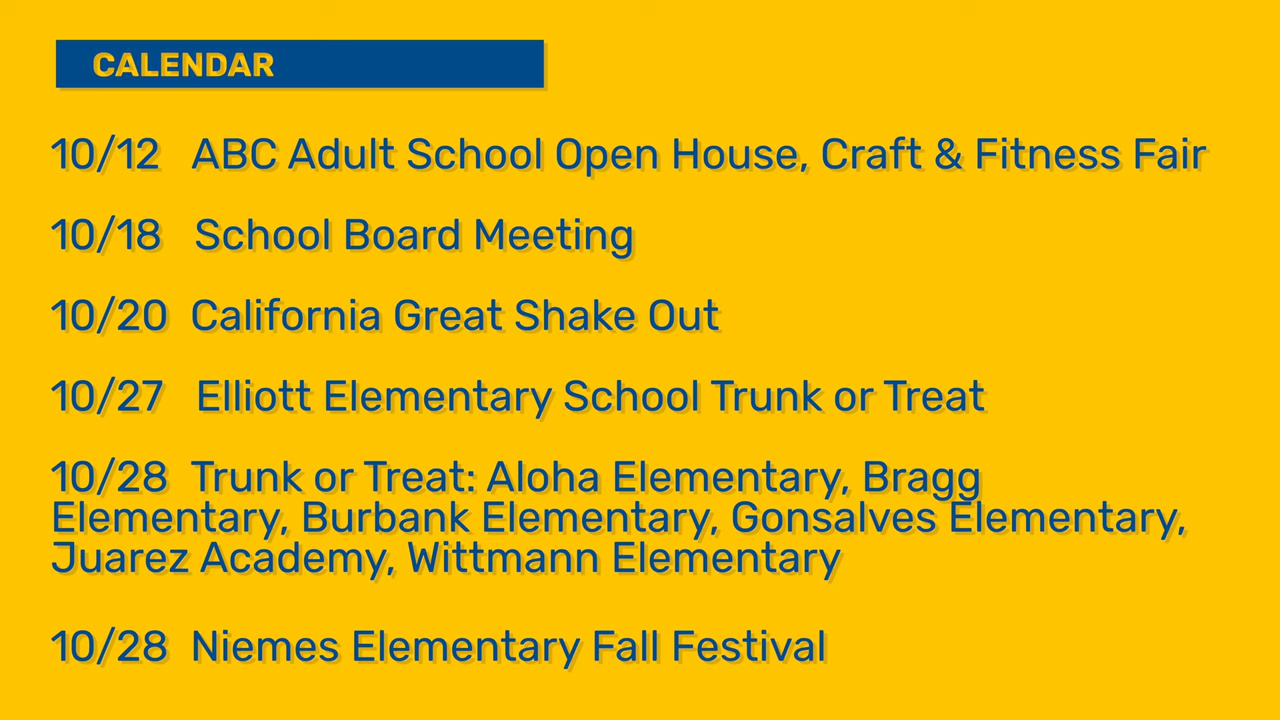 CALENDAR
10/12 ABC Adult School Open House, Craft & Fitness Fair
10/18 School Board Meeting
10/20 California Great Shake Out
10/27 Elliott Elementary School Trunk or Treat
10/28 Trunk or Treat: Aloha Elementary, Bragg
Elementary, Burbank Elementary, Gonsalves Elementary,
Juarez Academy, Wittmann Elementary
10/28 Niemes Elementary Fall Festival